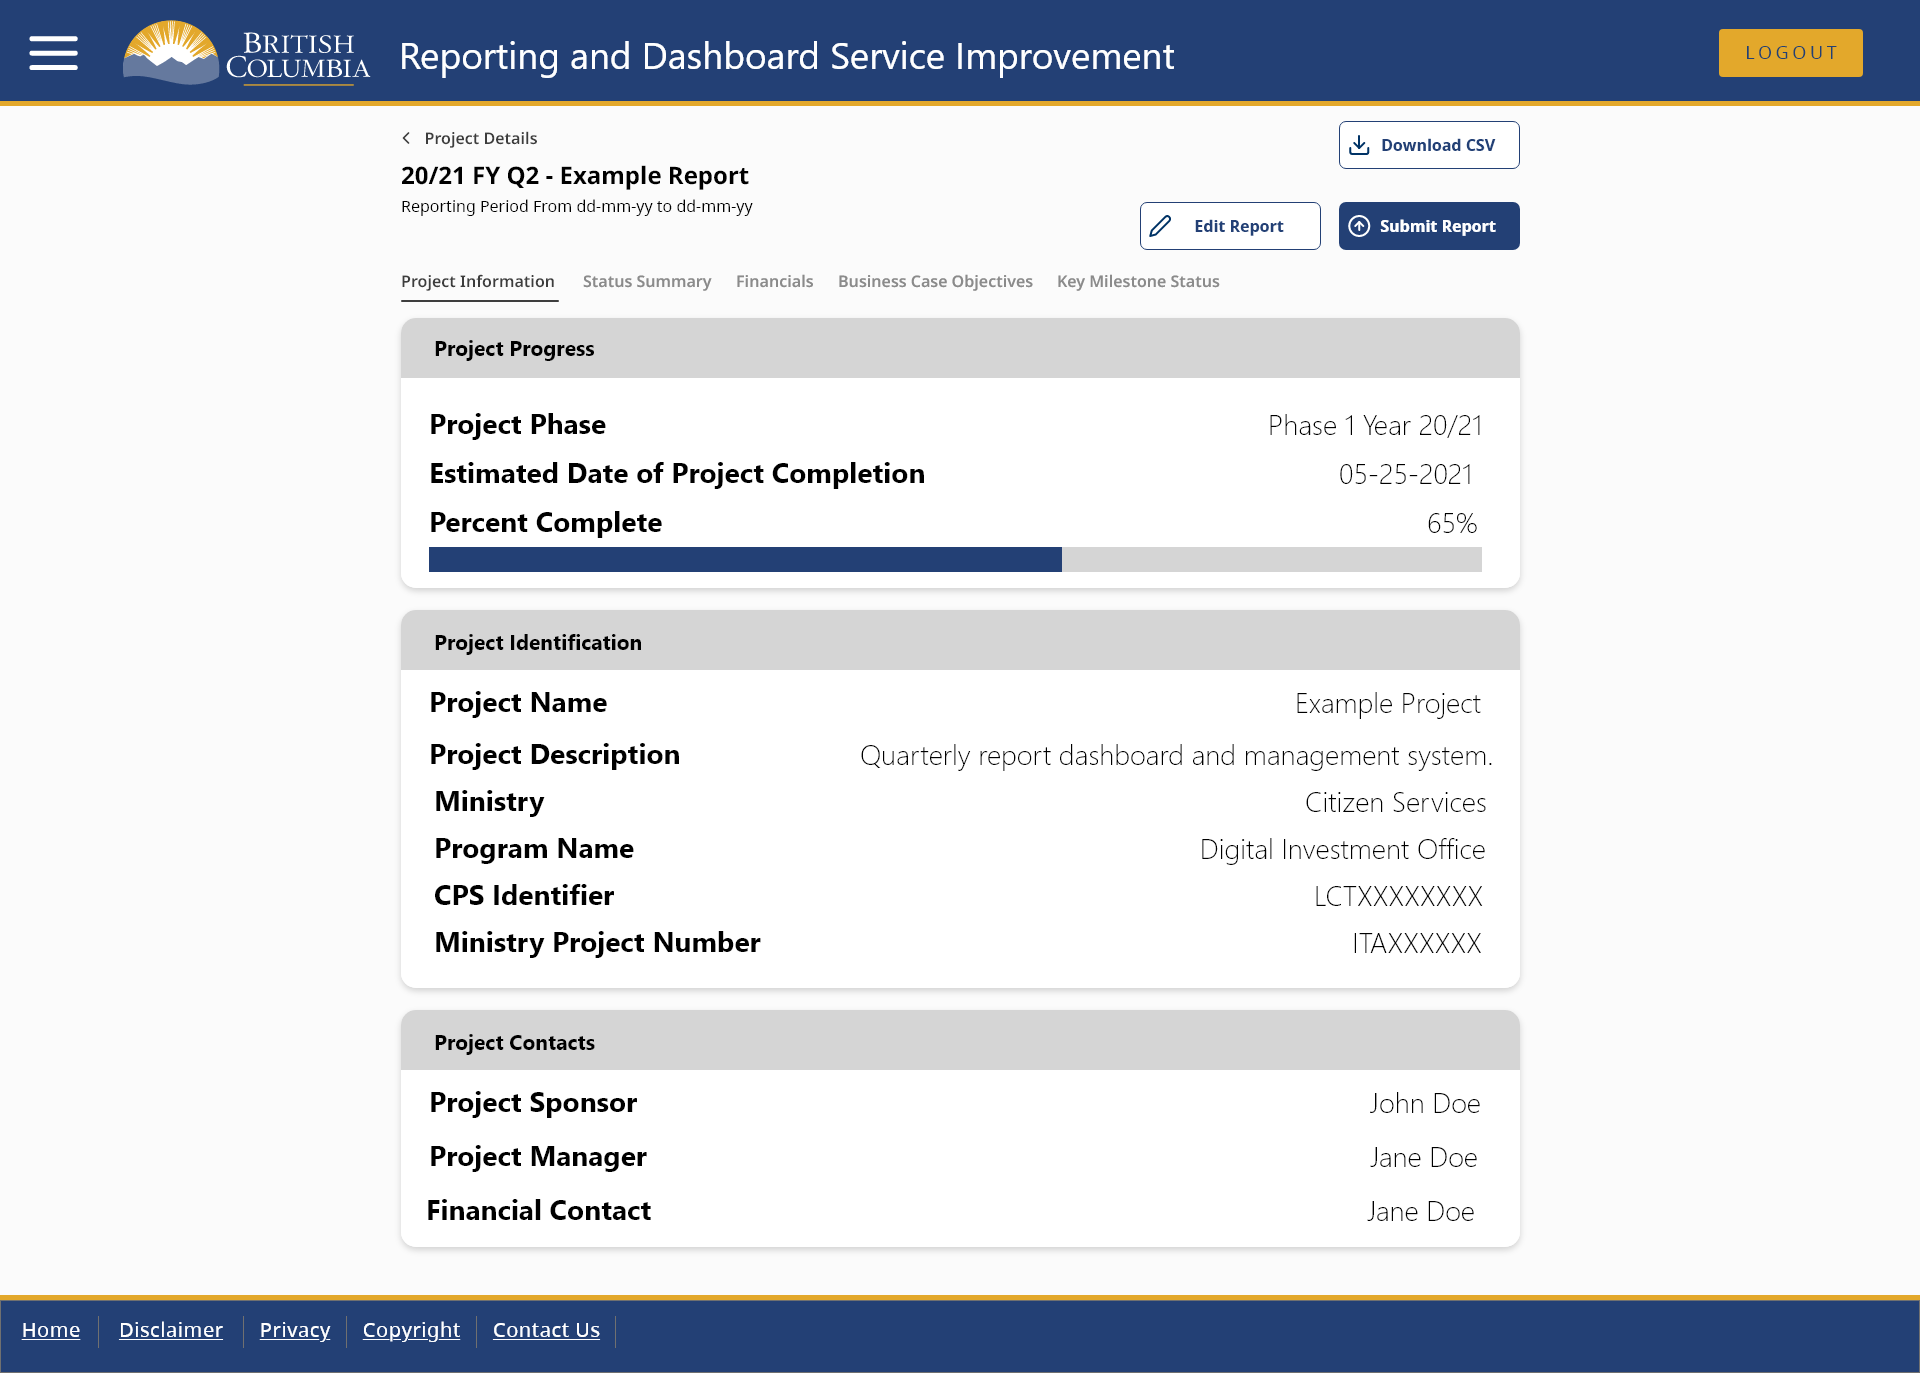 BRITISH
COLUMBIA
Reporting and Dashboard Service Improvement
LOGOUT
Project Details
Download CSV
20/21 FY Q2 - Example Report
Reporting Period From dd-mm-yy to dd-mm-yy
Edit Report
Submit Report
Project Information Status Summary Financials Business Case Objectives Key Milestone Status
Project Progress
Project Phase Phase 1 Year 20/21
Estimated Date of Project Completion 05-25-2021
Percent Complete 65%
Project Identification
Project Name Example Project
Project Description Quarterly report dashboard and management system.
Ministry Citizen Services
Program Name Digital Investment Office
CPS Identifier LCTXXXXXXXX
Ministry Project Number ITAXXXXXX
Project Contacts
Project Sponsor John Doe
Project Manager Jane Doe
Financial Contact Jane Doe
Home Disclaimer Privacy Copyright Contact Us